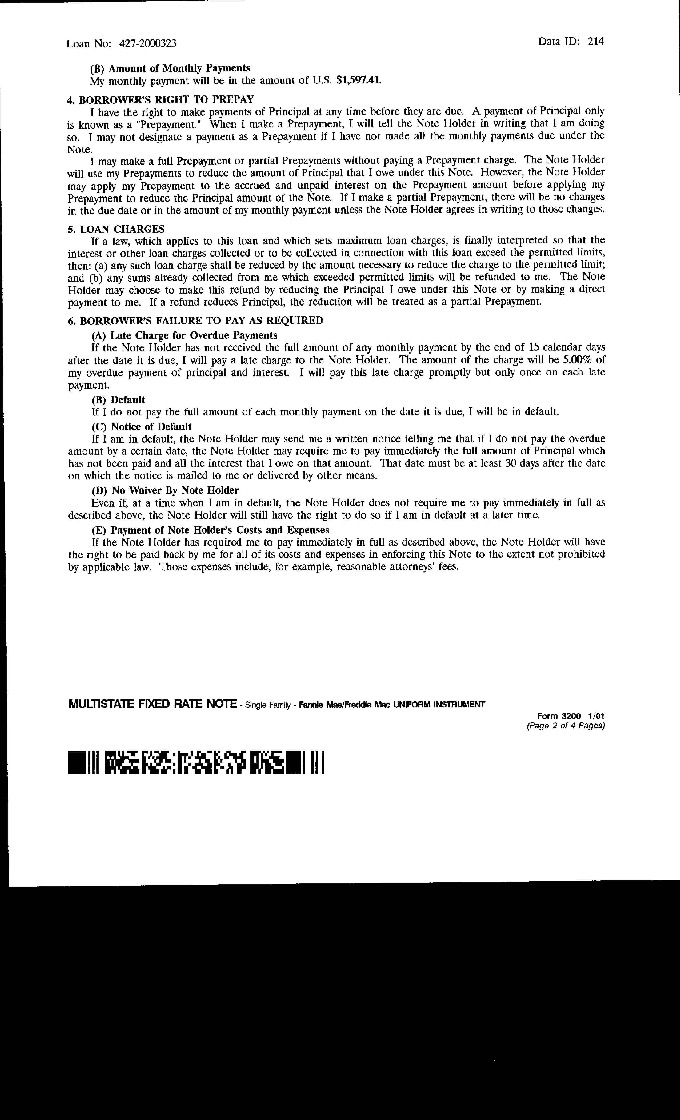 Loan No: 427-2000323
Data ID: 214
(B) Amount of Monthly Payments
My monthly payment will be in the amount of U.S. $1,597.41.
4. BORROWER'S RIGHT TO PREPAY
I have the right to make payments of Principal at any time before they are due. A payment of Principal only
is known as a "Prepayment." When I make a Prepayment, I will tell the Note Holder in writing that I am doing
so. I may not designate a payment as a Prepayment if I have not made all the monthly payments due under the
Note.
I may make a full Prepayment or partial Prepayments without paying a Prepayment charge. The Note Holder
will use my Prepayments to reduce the amount of Principal that I owe under this Note. However, the Note Holder
may apply my Prepayment to the accrued and unpaid interest on the Prepayment amount before applying my
Prepayment to reduce the Principal amount of the Note. If I make a partial Prepayment, there will be no changes
in the due date or in the amount of my monthly payment unless the Note Holder agrees in writing to those changes.
5. LOAN CHARGES
If a law, which applies to this loan and which sets maximum loan charges, is finally interpreted so that the
interest or other loan charges collected or to be collected in connection with this loan exceed the permitted limits,
then: (a) any such loan charge shall be reduced by the amount necessary to reduce the charge to the permitted limit;
and (b) any sums already collected from me which exceeded permitted limits will be refunded to me. The Note
Holder may choose to make this refund by reducing the Principal I owe under this Note or by making a direct
payment to me. If a refund reduces Principal, the reduction will be treated as a partial Prepayment.
6. BORROWER'S FAILURE TO PAY AS REQUIRED
(A) Late Charge for Overdue Payments
If the Note Holder has not received the full amount of any monthly payment by the end of 15 calendar days
after the date it is due, I will pay a late charge to the Note Holder. The amount of the charge will be 5.00% of
my overdue payment of principal and interest. I will pay this late charge promptly but only once on each late
payment.
(B) Default
If I do not pay the full amount of each monthly payment on the date it is due, I will be in default.
(C) Notice of Default
If I am in default, the Note Holder may send me a written notice telling me that if I do not pay the overdue
amount by a certain date, the Note Holder may require me to pay immediately the full amount of Principal which
has not been paid and all the interest that I owe on that amount. That date must be at least 30 days after the date
on which the notice is mailed to me or delivered by other means.
(D) No Waiver By Note Holder
Even if, at a time when I am in default, the Note Holder does not require me to pay immediately in full as
described above, the Note Holder will still have the right to do so if I am in default at a later time.
(E) Payment of Note Holder's Costs and Expenses
If the Note Holder has required me to pay immediately in full as described above, the Note Holder will have
the right to be paid back by me for all of its costs and expenses in enforcing this Note to the extent not prohibited
by applicable law. Those expenses include, for example, reasonable attorneys' fees.
MULTISTATE FIXED RATE NOTE - Single Family - Fannie Mae/Freddie Mac UNIFORM INSTRUMENT
Form 3200 1/01
(Page 2 of 4 Pages)